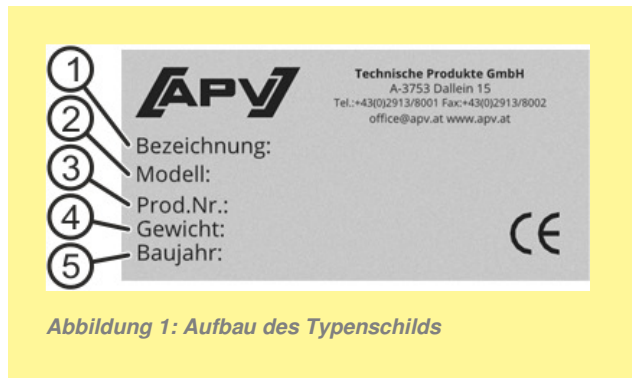 1
2
3
4
5
APV
Technische Produkte GmbH
A-3753 Dallein 15
Tel.:+43(0)2913/8001 Fax:+43(0)2913/8002
office@apv.at www.apv.at
Bezeichnung:
Modell:
Prod.Nr.:
Gewicht:
Baujahr:
CE
Abbildung 1: Aufbau des Typenschilds